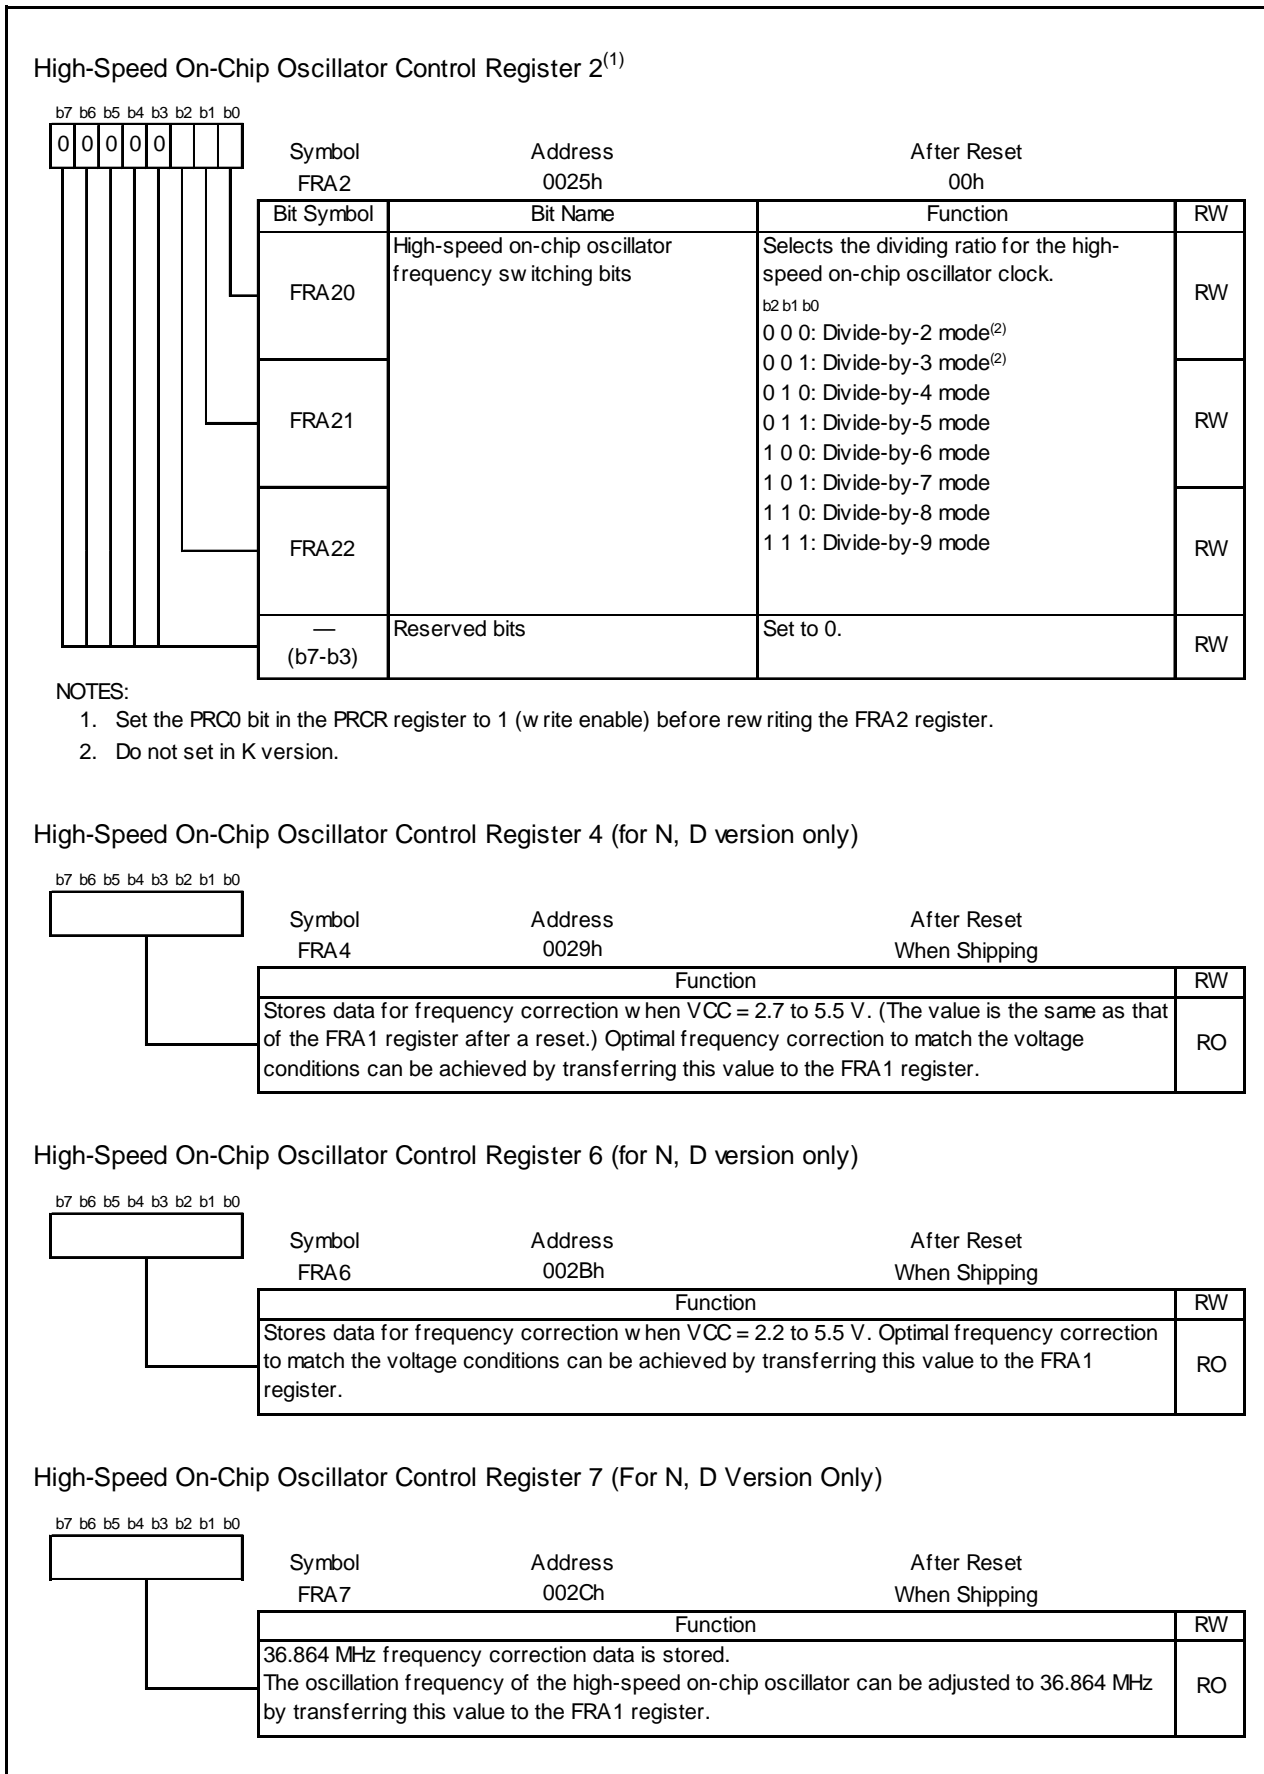 High-Speed On-Chip Oscillator Control Register 2(1)
b7 b6 b5 b4 b3 b2 b1 b0
0 0 0 0 0
Symbol Address After Reset
FRA2 0025h 00h
Bit Symbol Bit Name Function RW
FRA20 High-speed on-chip oscillator frequency switching bits Selects the dividing ratio for the high-
speed on-chip oscillator clock. RW
b2 b1 b0
0 0 0: Divide-by-2 mode(2)
0 0 1: Divide-by-3 mode(2)
0 1 0: Divide-by-4 mode
FRA21 0 1 1: Divide-by-5 mode RW
1 0 0: Divide-by-6 mode
1 0 1: Divide-by-7 mode
1 1 0: Divide-by-8 mode
FRA22 1 1 1: Divide-by-9 mode RW
— Reserved bits Set to 0. RW
(b7-b3)
NOTES:
1. Set the PRC0 bit in the PRCR register to 1 (write enable) before rewriting the FRA2 register.
2. Do not set in K version.
High-Speed On-Chip Oscillator Control Register 4 (for N, D version only)
b7 b6 b5 b4 b3 b2 b1 b0
Symbol Address After Reset
FRA4 0029h When Shipping
Function RW
Stores data for frequency correction when VCC = 2.7 to 5.5 V. (The value is the same as that
of the FRA1 register after a reset.) Optimal frequency correction to match the voltage RO
conditions can be achieved by transferring this value to the FRA1 register.
High-Speed On-Chip Oscillator Control Register 6 (for N, D version only)
b7 b6 b5 b4 b3 b2 b1 b0
Symbol Address After Reset
FRA6 002Bh When Shipping
Function RW
Stores data for frequency correction when VCC = 2.2 to 5.5 V. Optimal frequency correction
to match the voltage conditions can be achieved by transferring this value to the FRA1 RO
register.
High-Speed On-Chip Oscillator Control Register 7 (For N, D Version Only)
b7 b6 b5 b4 b3 b2 b1 b0
Symbol Address After Reset
FRA7 002Ch When Shipping
Function RW
36.864 MHz frequency correction data is stored.
The oscillation frequency of the high-speed on-chip oscillator can be adjusted to 36.864 MHz RO
by transferring this value to the FRA1 register.